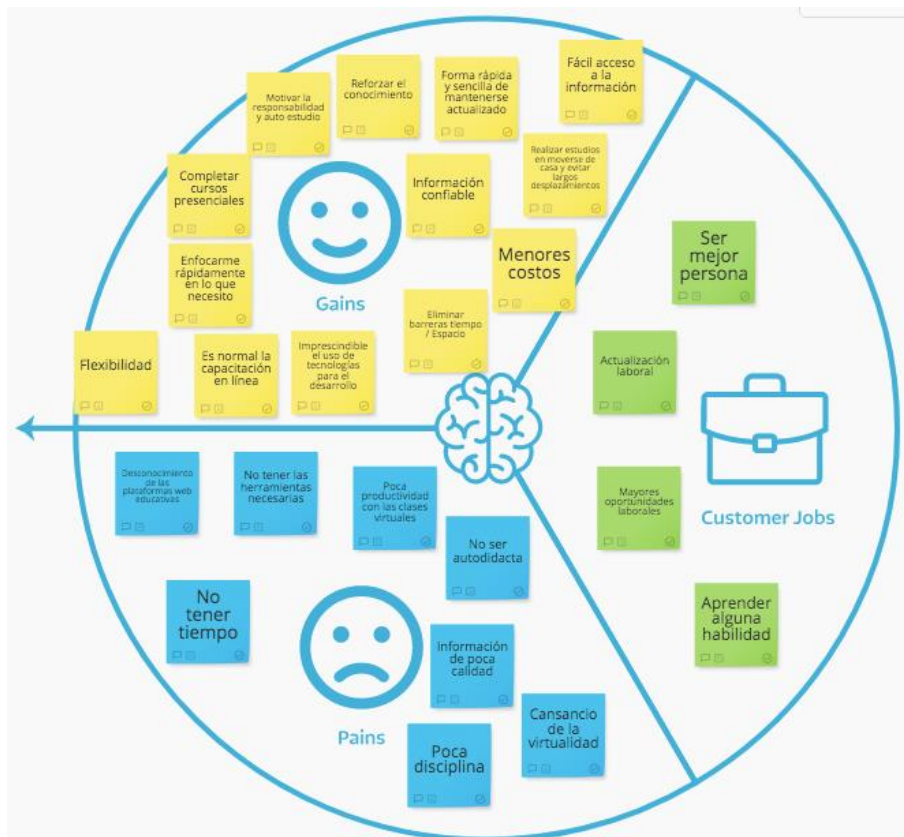 Motivar la
responsabilidad
y auto estudio
Reforzar el
conocimiento
Forma rápida
y sencilla de
mantenerse
actualizado
Fácil acceso
a la
información
Completar
cursos
presenciales
Información
confiable
Realizar estudios
en moverse de
casa y evitar
largos
desplazamientos
Enfocarme
rápidamente
en lo que
necesito
Gains
Menores
costos
Eliminar
barreras tiempo
/ Espacio
Flexibilidad
Es normal la
capacitación
en línea
Imprescindible
el uso de
tecnologías
para el
desarrollo
Ser
mejor
persona
Actualización
laboral
Mayores
oportunidades
laborales
Customer Jobs
Aprender
alguna
habilidad
Desconocimiento
de las
plataformas web
educativas
No tener las
herramientas
necesarias
Poca
productividad
con las clases
virtuales
No ser
autodidacta
No
tener
tiempo
Información
de poca
calidad
Pains
Poca
disciplina
Cansancio
de la
virtualidad